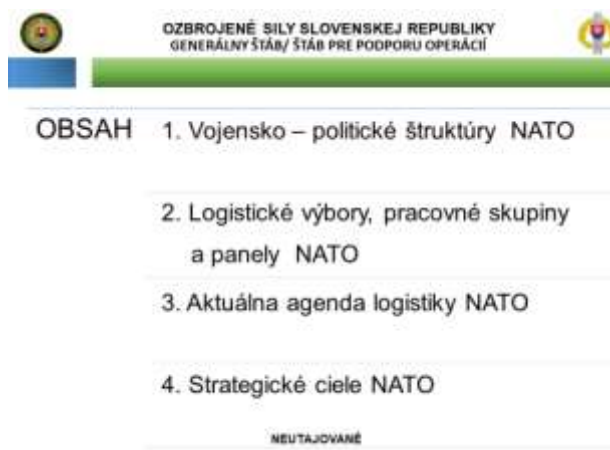 OZBROJENÉ SILY SLOVENSKEJ REPUBLIKY
GENERÁLNY ŠTÁB/ ŠTÁB PRE PODPORU OPERÁCIÍ
OBSAH
1. Vojensko – politické štruktúry NATO
2. Logistické výbory, pracovné skupiny
a panely NATO
3. Aktuálna agenda logistiky NATO
4. Strategické ciele NATO
NEUTAJOVANÉ